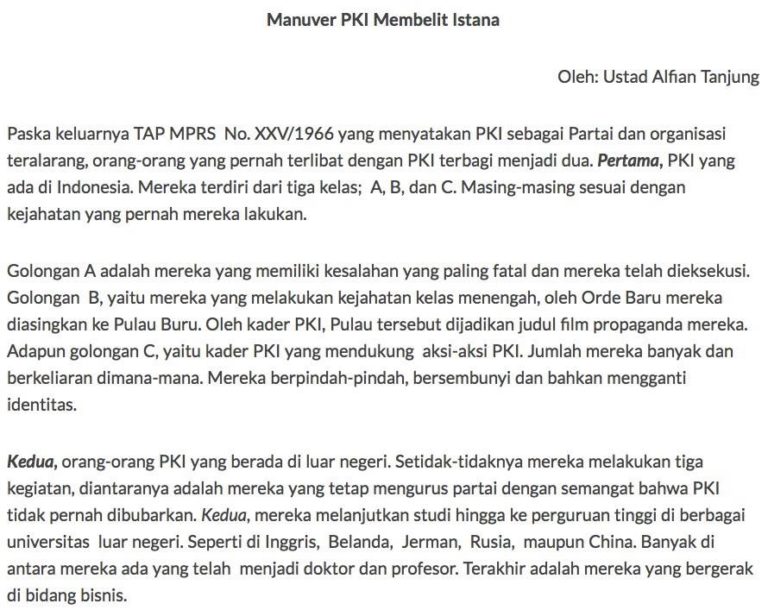 Manuver PKI Membelit Istana
Oleh: Ustad Alfian Tanjung
Paska keluarnya TAP MPRS No. XXV/1966 yang menyatakan PKI sebagai Partai dan organisasi
teralarang, orang-orang yang pernah terlibat dengan PKI terbagi menjadi dua. Pertama, PKI yang
ada di Indonesia. Mereka terdiri dari tiga kelas; A, B, dan C. Masing-masing sesuai dengan
kejahatan yang pernah mereka lakukan.
Golongan A adalah mereka yang memiliki kesalahan yang paling fatal dan mereka telah dieksekusi.
Golongan B, yaitu mereka yang melakukan kejahatan kelas menengah, oleh Orde Baru mereka
diasingkan ke Pulau Buru. Oleh kader PKI, Pulau tersebut dijadikan judul film propaganda mereka.
Adapun golongan C, yaitu kader PKI yang mendukung aksi-aksi PKI. Jumlah mereka banyak dan
berkeliaran dimana-mana. Mereka berpindah-pindah, bersembunyi dan bahkan mengganti
identitas.
Kedua, orang-orang PKI yang berada di luar negeri. Setidak-tidaknya mereka melakukan tiga
kegiatan, diantaranya adalah mereka yang tetap mengurus partai dengan semangat bahwa PKI
tidak pernah dibubarkan. Kedua, mereka melanjutkan studi hingga ke perguruan tinggi di berbagai
universitas luar negeri. Seperti di Inggris, Belanda, Jerman, Rusia, maupun China. Banyak di
antara mereka ada yang telah menjadi doktor dan profesor. Terakhir adalah mereka yang bergerak
di bidang bisnis.